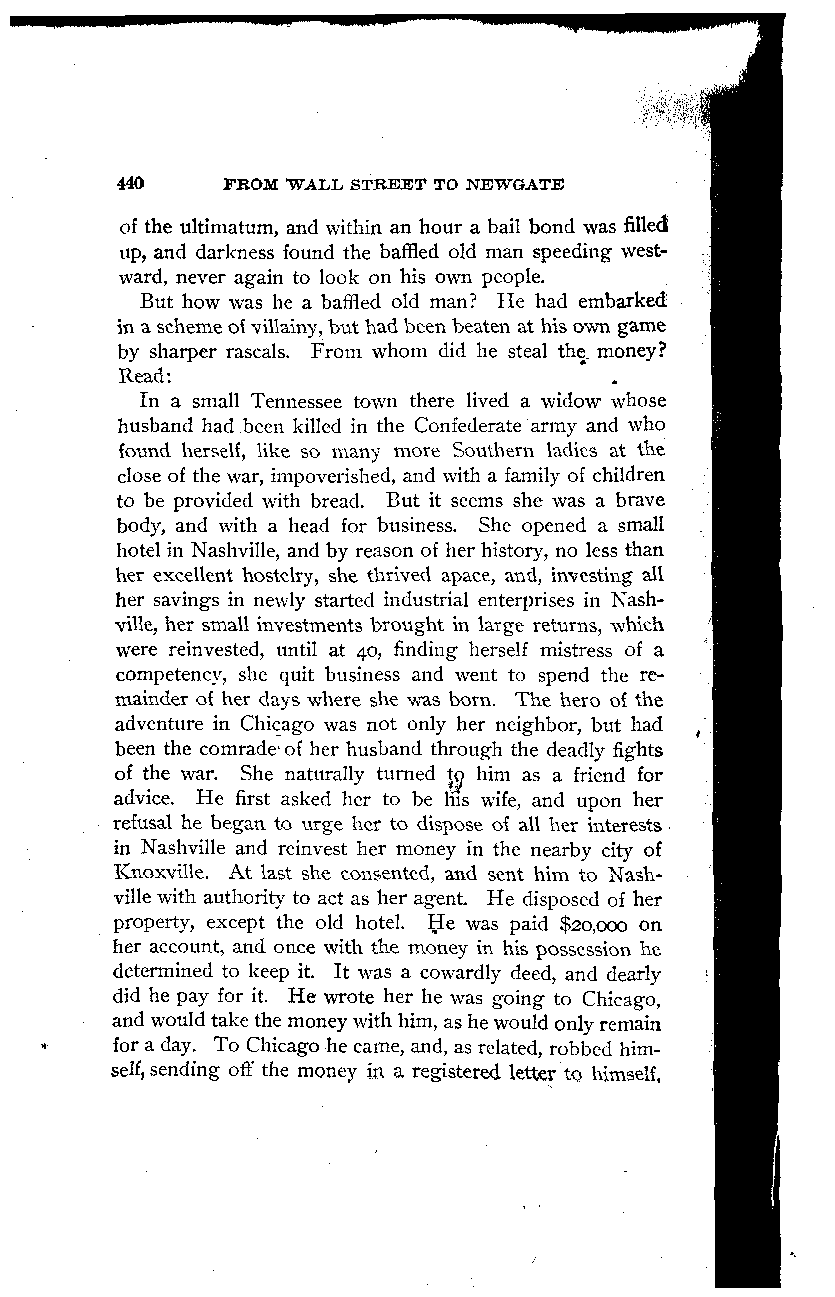 440 FROM WALL STREET TO NEWGATE
of the ultimatum, and within an hour a bail bond was filled
up, and darkness found the baffled old man speeding west-
ward, never again to look on his own people.
But how was he a baffled old man? He had embarked
in a scheme of villainy, but had been beaten at his own game
by sharper rascals. From whom did he steal the money?
Read:
In a small Tennessee town there lived a widow whose
husband had been killed in the Confederate army and who
found herself, like so many more Southern ladies at the
close of the war, impoverished, and with a family of children
to be provided with bread. But it seems she was a brave
body, and with a head for business. She opened a small
hotel in Nashville, and by reason of her history, no less than
her excellent hostelry, she thrived apace, and, investing all
her savings in newly started industrial enterprises in Nash-
ville, her small investments brought in large returns, which
were reinvested, until at 40, finding herself mistress of a
competency, she quit business and went to spend the re-
mainder of her days where she was born. The hero of the
adventure in Chicago was not only her neighbor, but had
been the comrade of her husband through the deadly fights
of the war. She naturally turned to him as a friend for
advice. He first asked her to be his wife, and upon her
refusal he began to urge her to dispose of all her interests
in Nashville and reinvest her money in the nearby city of
Knoxville. At last she consented, and sent him to Nash-
ville with authority to act as her agent. He disposed of her
property, except the old hotel. He was paid $20,000 on
her account, and once with the money in his possession he
determined to keep it. It was a cowardly deed, and dearly
did he pay for it. He wrote her he was going to Chicago,
and would take the money with him, as he would only remain
for a day. To Chicago he came, and, as related, robbed him-
self, sending off the money in a registered letter to himself,